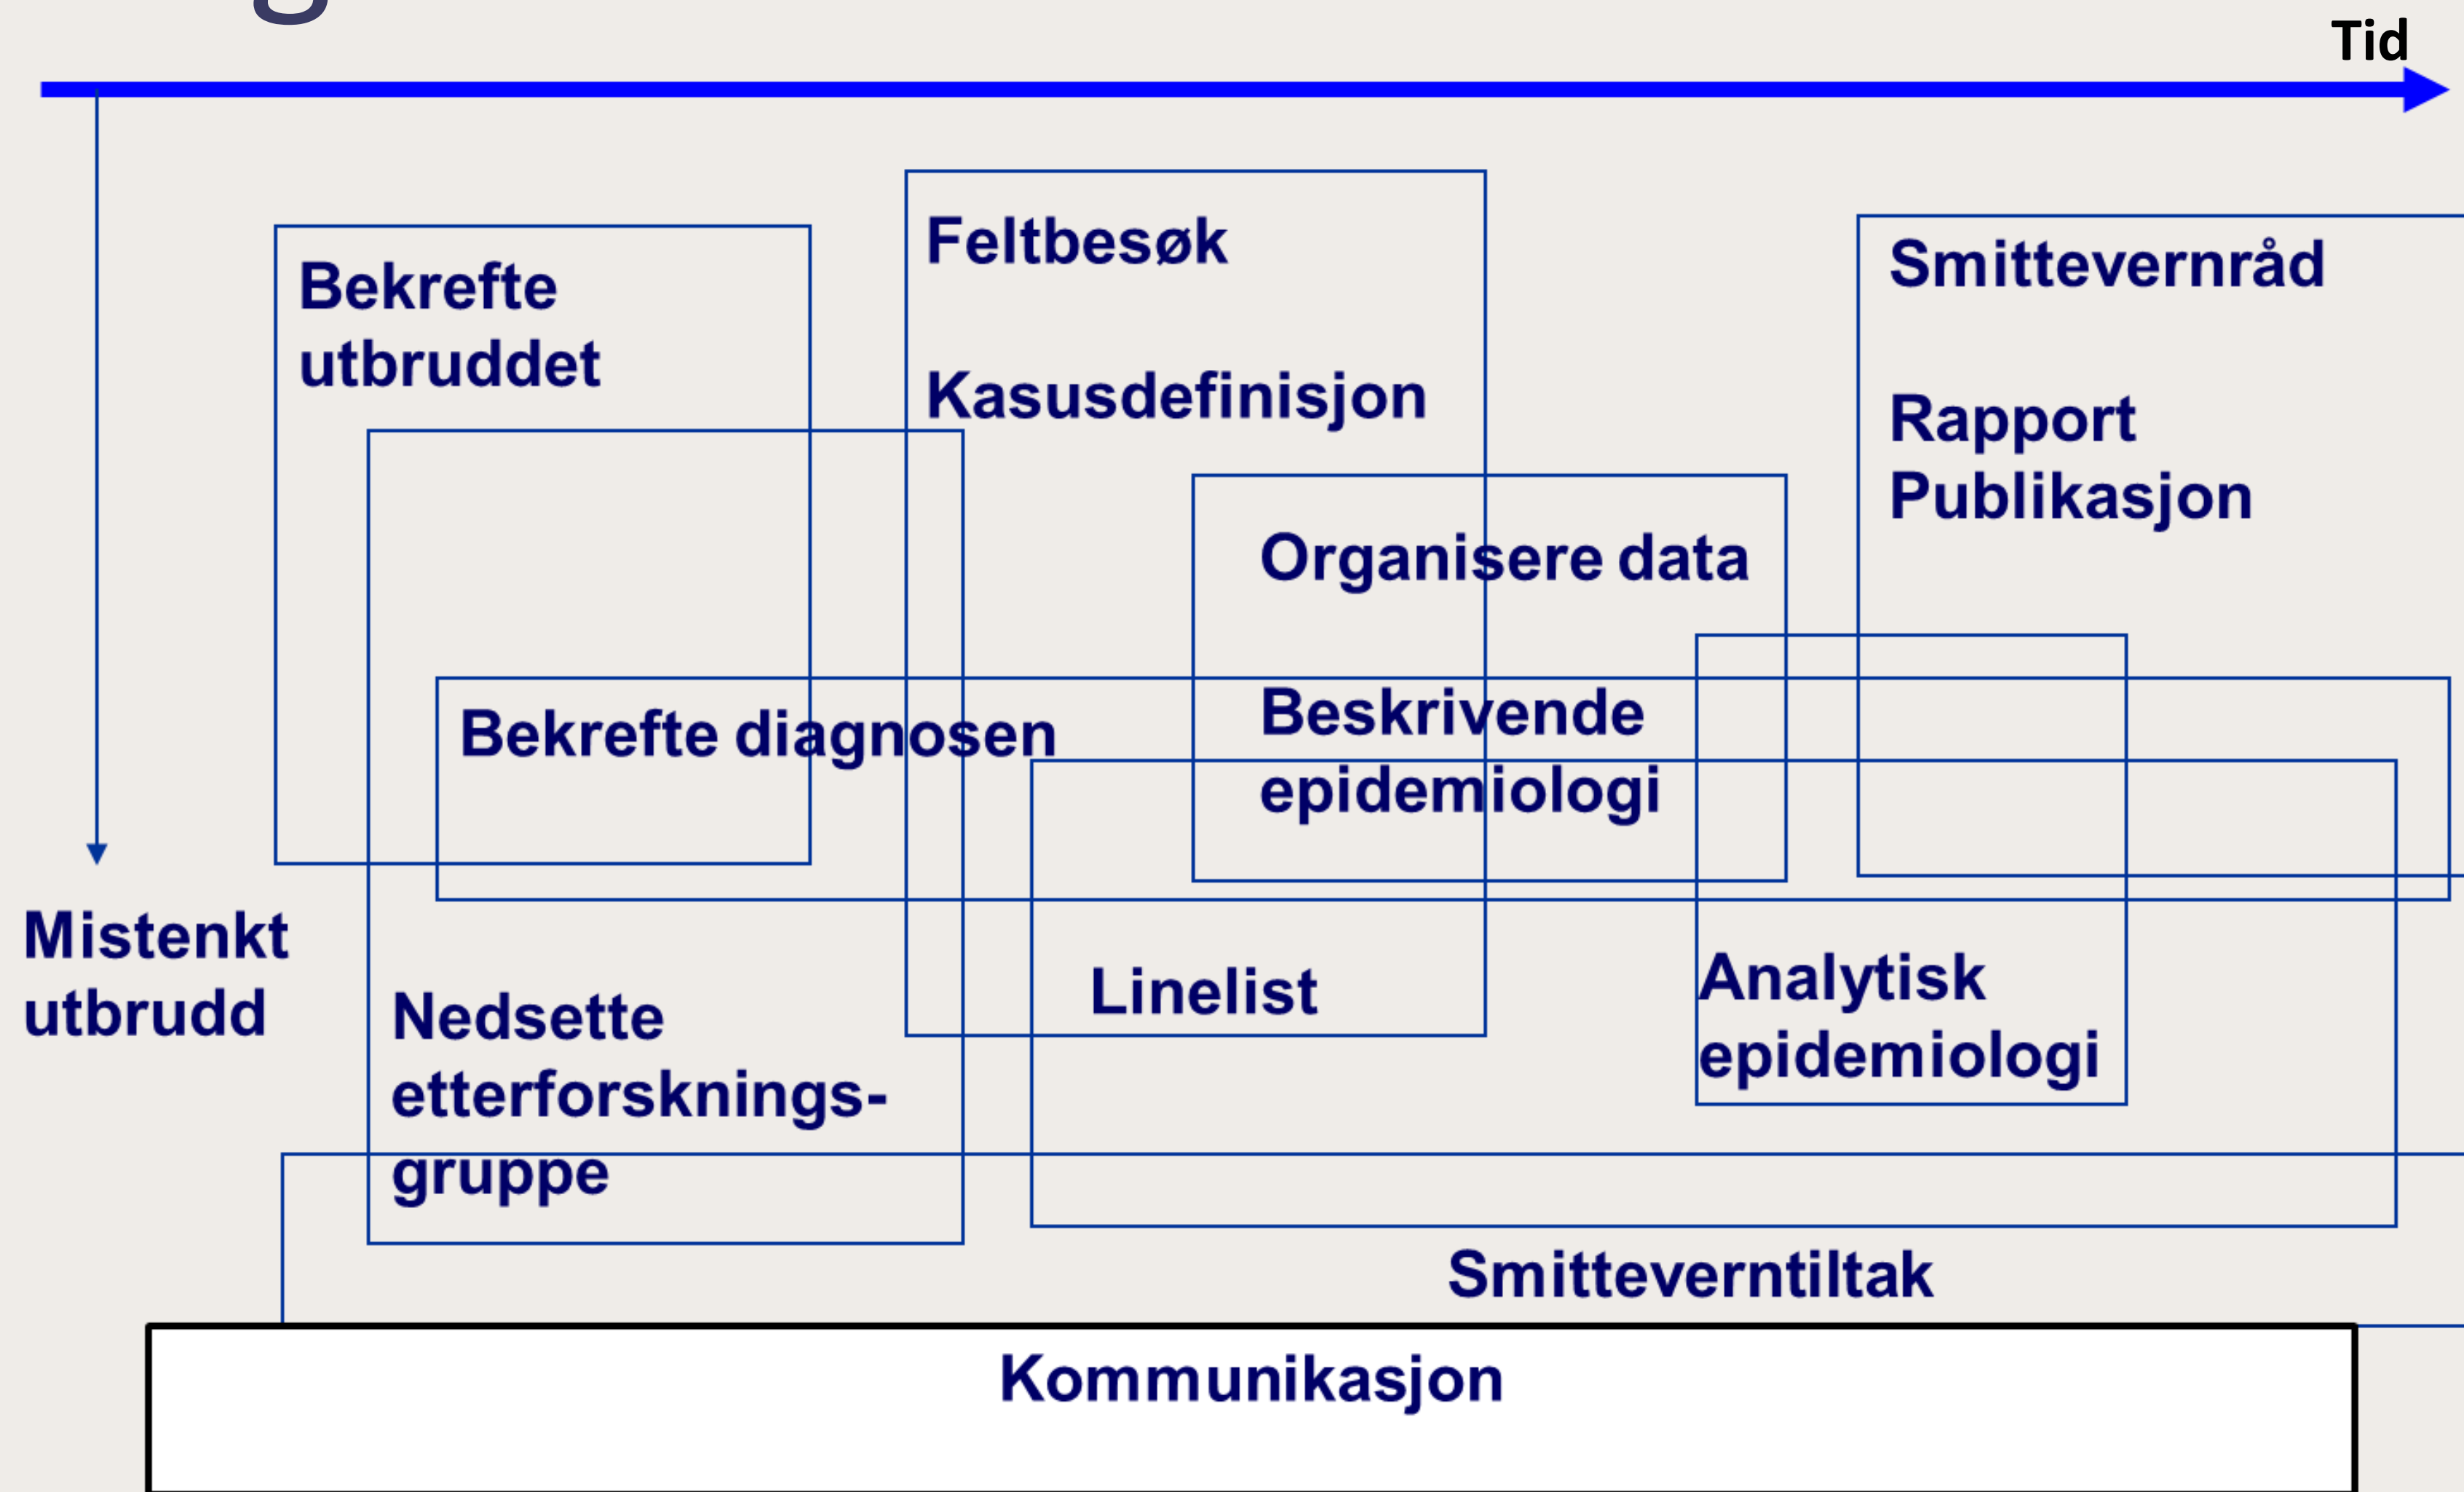 Tid
Bekrefte
utbruddet
Feltbesøk
Kasusdefinisjon
Smittevernråd
Rapport
Publikasjon
Organisere data
Beskrivende
epidemiologi
Bekrefte diagnosen
Mistenkt
utbrudd
Nedsette
etterforsknings-
gruppe
Linelist
Analytisk
epidemiologi
Smitteverntiltak
Kommunikasjon